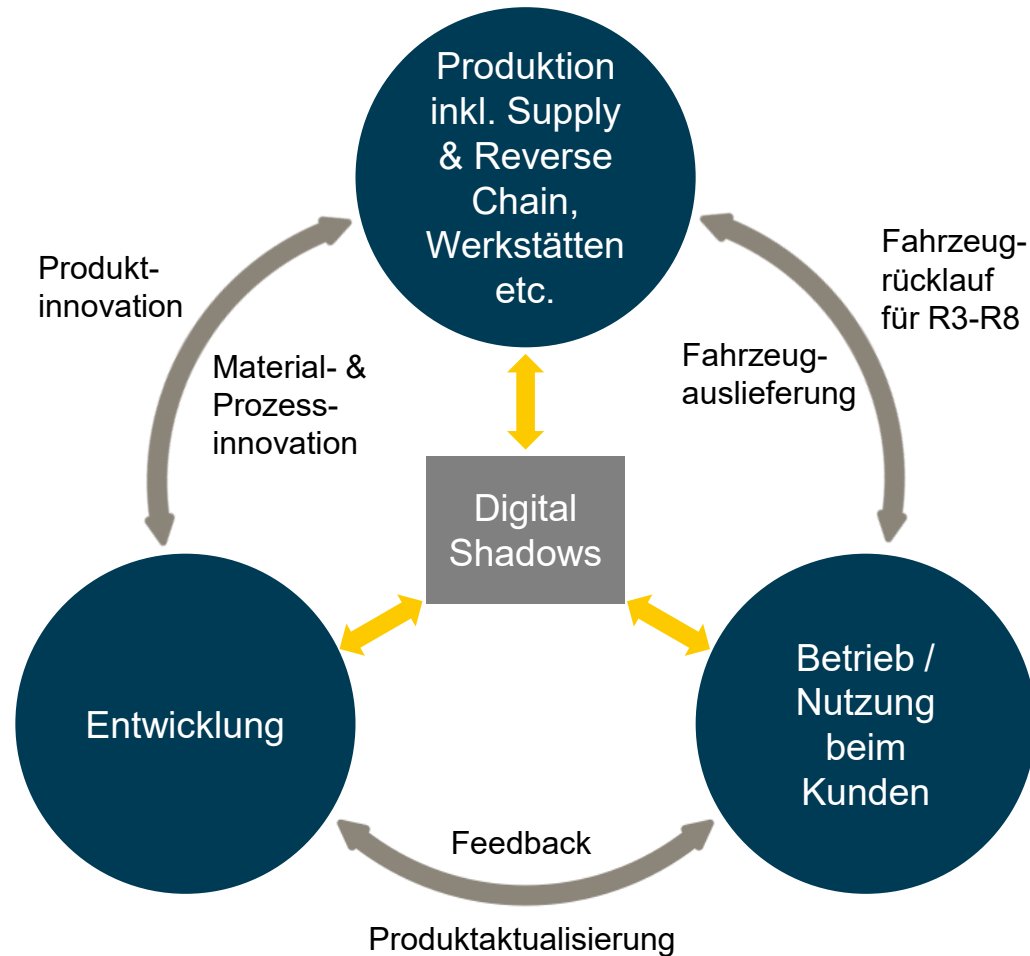 Produktion
inkl. Supply
& Reverse
Chain,
Werkstätten
etc.
Produkt-
innovation
Material- &
Prozess-
innovation
Fahrzeug-
rücklauf
für R3-R8
Fahrzeug-
auslieferung
Digital
Shadows
Entwicklung
Betrieb /
Nutzung
beim
Kunden
Feedback
Produktaktualisierung